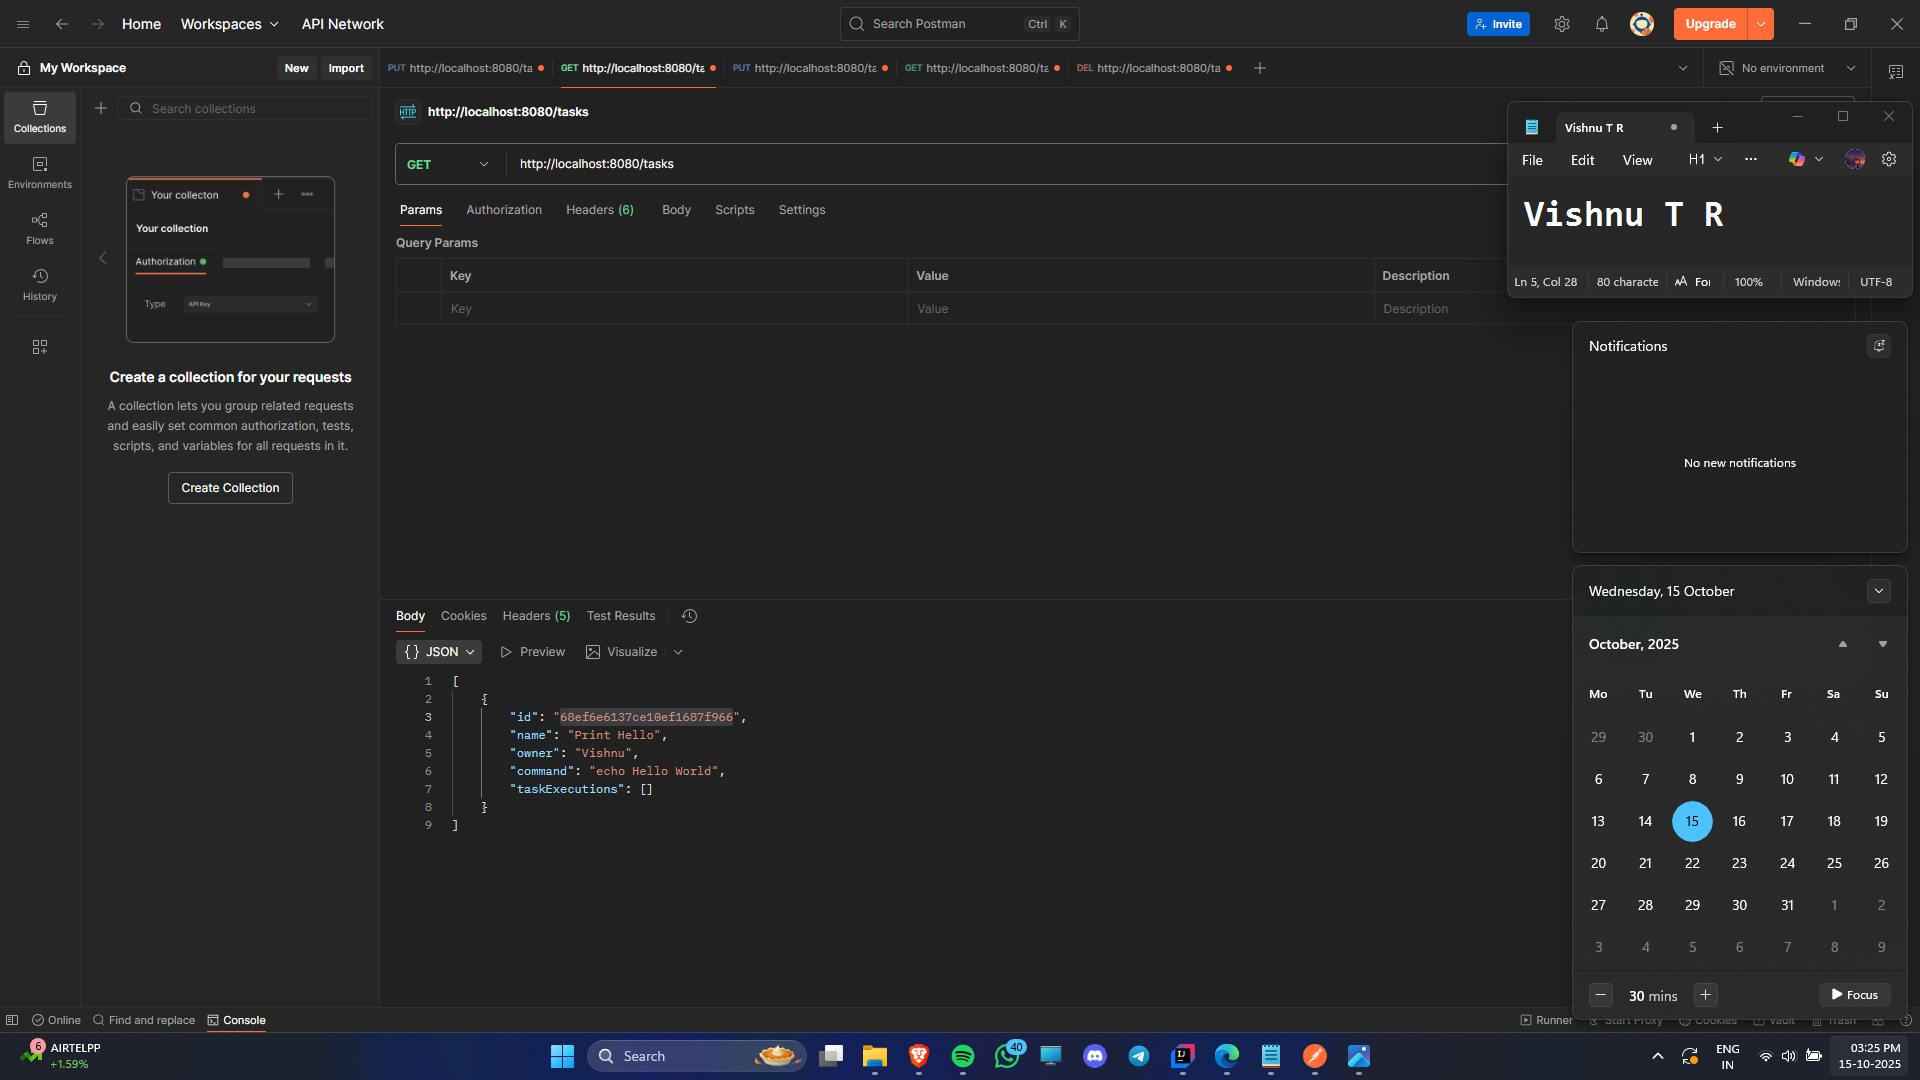 Home
Workspaces
API Network
Search Postman
Ctrl K
Invite
Upgrade
My Workspace
New
Import
PUT http://localhost:8080/ta
GET http://localhost:8080/ta
PUT http://localhost:8080/ta
GET http://localhost:8080/ta
DEL http://localhost:8080/ta
No environment
Collections
Environments
Flows
History
Search collections
Your collecton
Your collection
Authorization
Type
API Key
Create a collection for your requests
A collection lets you group related requests
and easily set common authorization, tests,
scripts, and variables for all requests in it.
Create Collection
HTTP http://localhost:8080/tasks
GET http://localhost:8080/tasks
Params Authorization Headers (6) Body Scripts Settings
Query Params
Key Value Description
Key Value Description
Vishnu T R
File Edit View H1
Vishnu T R
Ln 5, Col 28 80 characte For 100% Windows UTF-8
Notifications
No new notifications
Wednesday, 15 October
October, 2025
Mo Tu We Th Fr Sa Su
29 30 1 2 3 4 5
6 7 8 9 10 11 12
13 14 15 16 17 18 19
20 21 22 23 24 25 26
27 28 29 30 31 1 2
3 4 5 6 7 8 9
30 mins
Focus
Body Cookies Headers (5) Test Results
{} JSON Preview Visualize
1 [
2 {
3 "id": "68ef6e6137ce10ef1687f966",
4 "name": "Print Hello",
5 "owner": "Vishnu",
6 "command": "echo Hello World",
7 "taskExecutions": []
8 }
9 ]
Online
Find and replace
Console
Runner
Start Proxy
Cookies
Vault
Trash
6
AIRTELPP
+1.59%
Search
40
ENG
IN
03:25 PM
15-10-2025